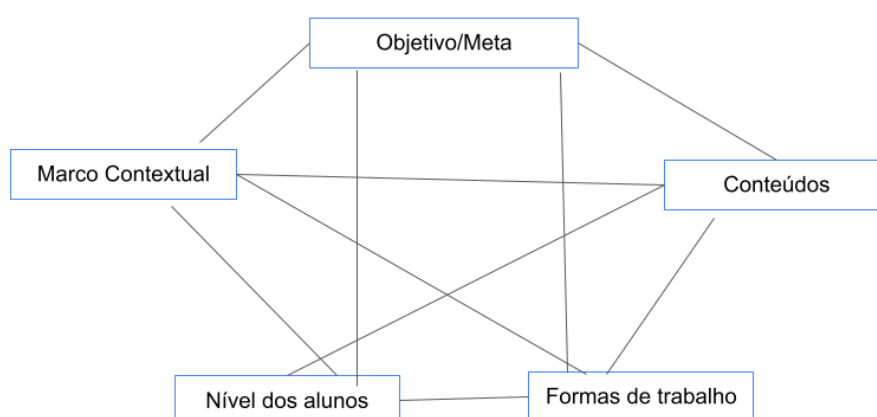 Objetivo/Meta
Marco Contextual
Conteúdos
Nível dos alunos
Formas de trabalho